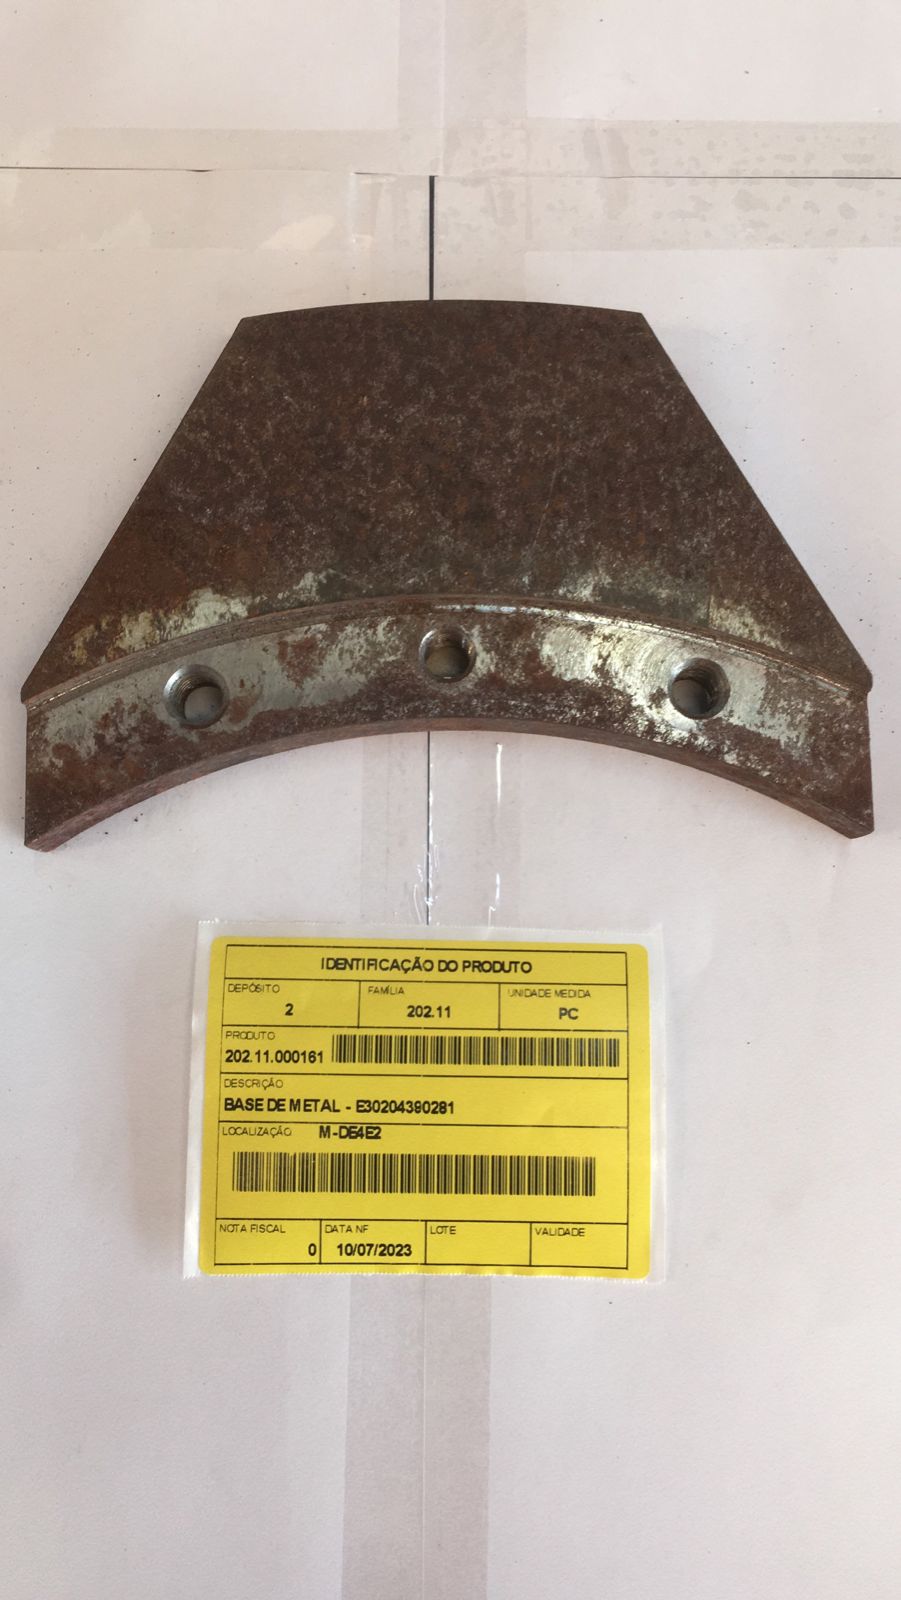 IDENTIFICAÇÃO DO PRODUTO
DEPÓSITO FAMÍLIA UNIDADE MEDIDA
2 202.11 PC
PRODUTO
202.11.000161
DESCRIÇÃO
BASE DE METAL - E30204390281
LOCALIZAÇÃO M-DE4E2
NOTA FISCAL DATA NF LOTE VALIDADE
0 10/07/2023